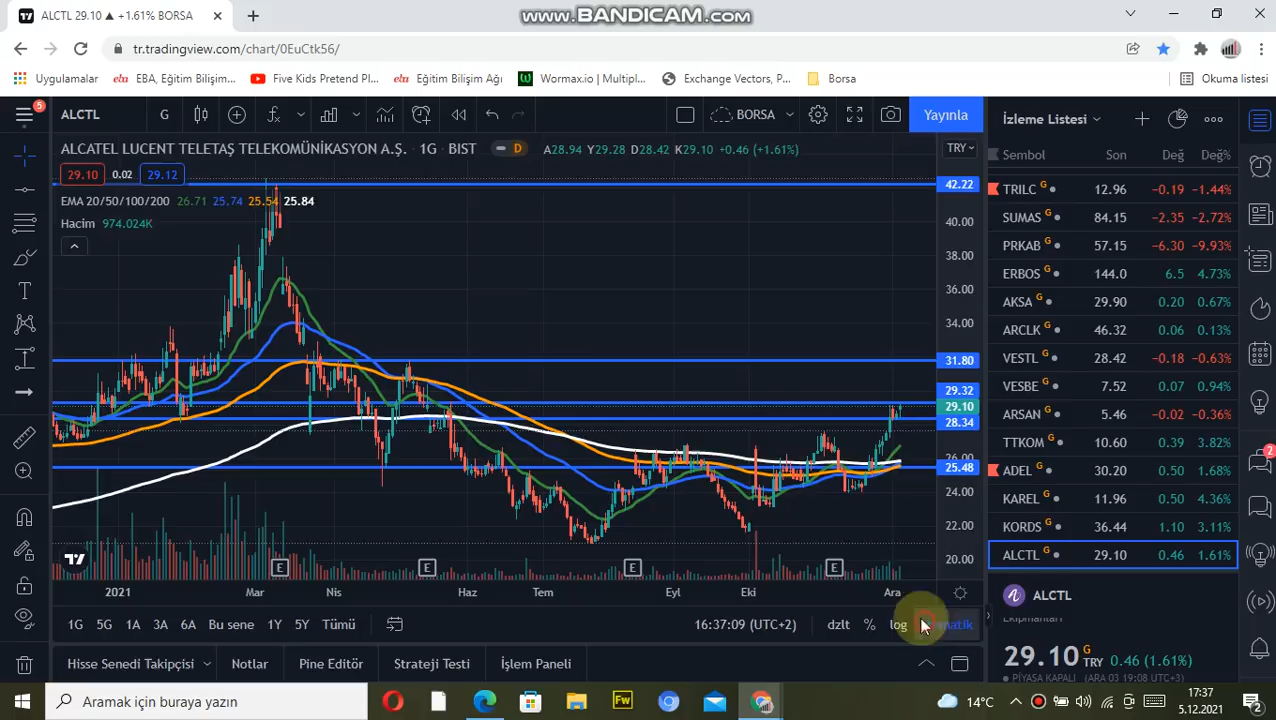 ALCTL 29.10 ▲ +1.61% BORSA
www.BANDICAM.com
tr.tradingview.com/chart/0EuCtk56/
Uygulamalar
EBA, Eğitim Bilişim...
Five Kids Pretend Pl...
Eğitim Bilişim Ağı
Wormax.io | Multipl...
Exchange Vectors, P...
Borsa
Okuma listesi
5
ALCTL
G
BORSA
Yayınla
İzleme Listesi
ALCATEL LUCENT TELETAŞ TELEKOMÜNİKASYON A.Ş. · 1G · BIST
D
A28.94 Y29.28 D28.42 K29.10 +0.46 (+1.61%)
TRY
29.10 0.02 29.12
EMA 20/50/100/200 26.71 25.74 25.54 25.84
Hacim 974.024K
42.22
40.00
38.00
36.00
34.00
31.80
29.32
29.10
28.34
26.00
25.48
24.00
22.00
20.00
E E E E
2021 Mar Nis Haz Tem Eyl Eki Ara
1G 5G 1A 3A 6A Bu sene 1Y 5Y Tümü
16:37:09 (UTC+2)
dzlt % log
Hisse Senedi Takipçisi
Notlar
Pine Editör
Strateji Testi
İşlem Paneli
Sembol Son Değ Değ%
TRILC G 12.96 −0.19 −1.44%
SUMAS G 84.15 −2.35 −2.72%
PRKAB G 57.15 −6.30 −9.93%
ERBOS G 144.0 6.5 4.73%
AKSA G 29.90 0.20 0.67%
ARCLK G 46.32 0.06 0.13%
VESTL G 28.42 −0.18 −0.63%
VESBE G 7.52 0.07 0.94%
ARSAN G 5.46 −0.02 −0.36%
TTKOM G 10.60 0.39 3.82%
ADEL G 30.20 0.50 1.68%
KAREL G 11.96 0.50 4.36%
KORDS G 36.44 1.10 3.11%
ALCTL G 29.10 0.46 1.61%
ALCTL
29.10 G TRY 0.46 (1.61%)
PİYASA KAPALI (ARA 03 19:08 UTC+3)
2
Aramak için buraya yazın
Fw
14°C
17:37
5.12.2021
2